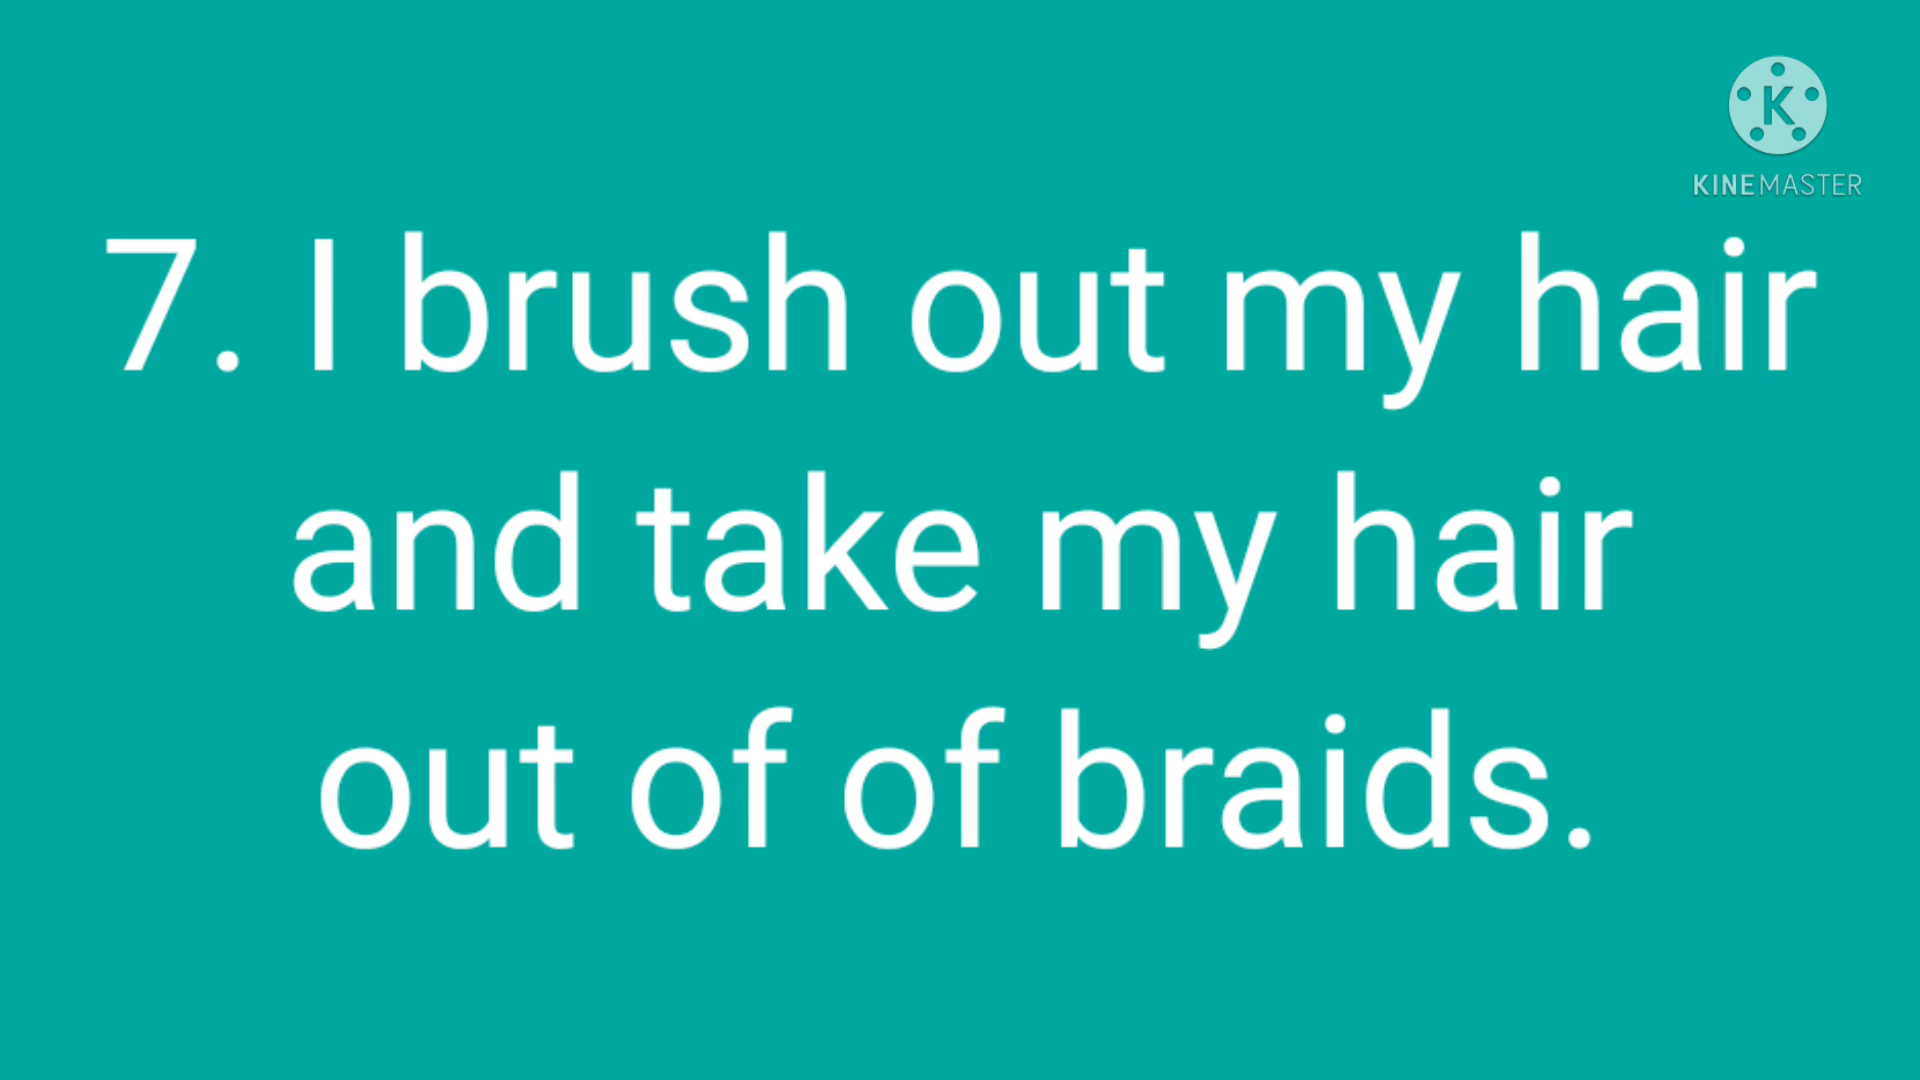 K
KINEMASTER
7. I brush out my hair
and take my hair
out of of braids.